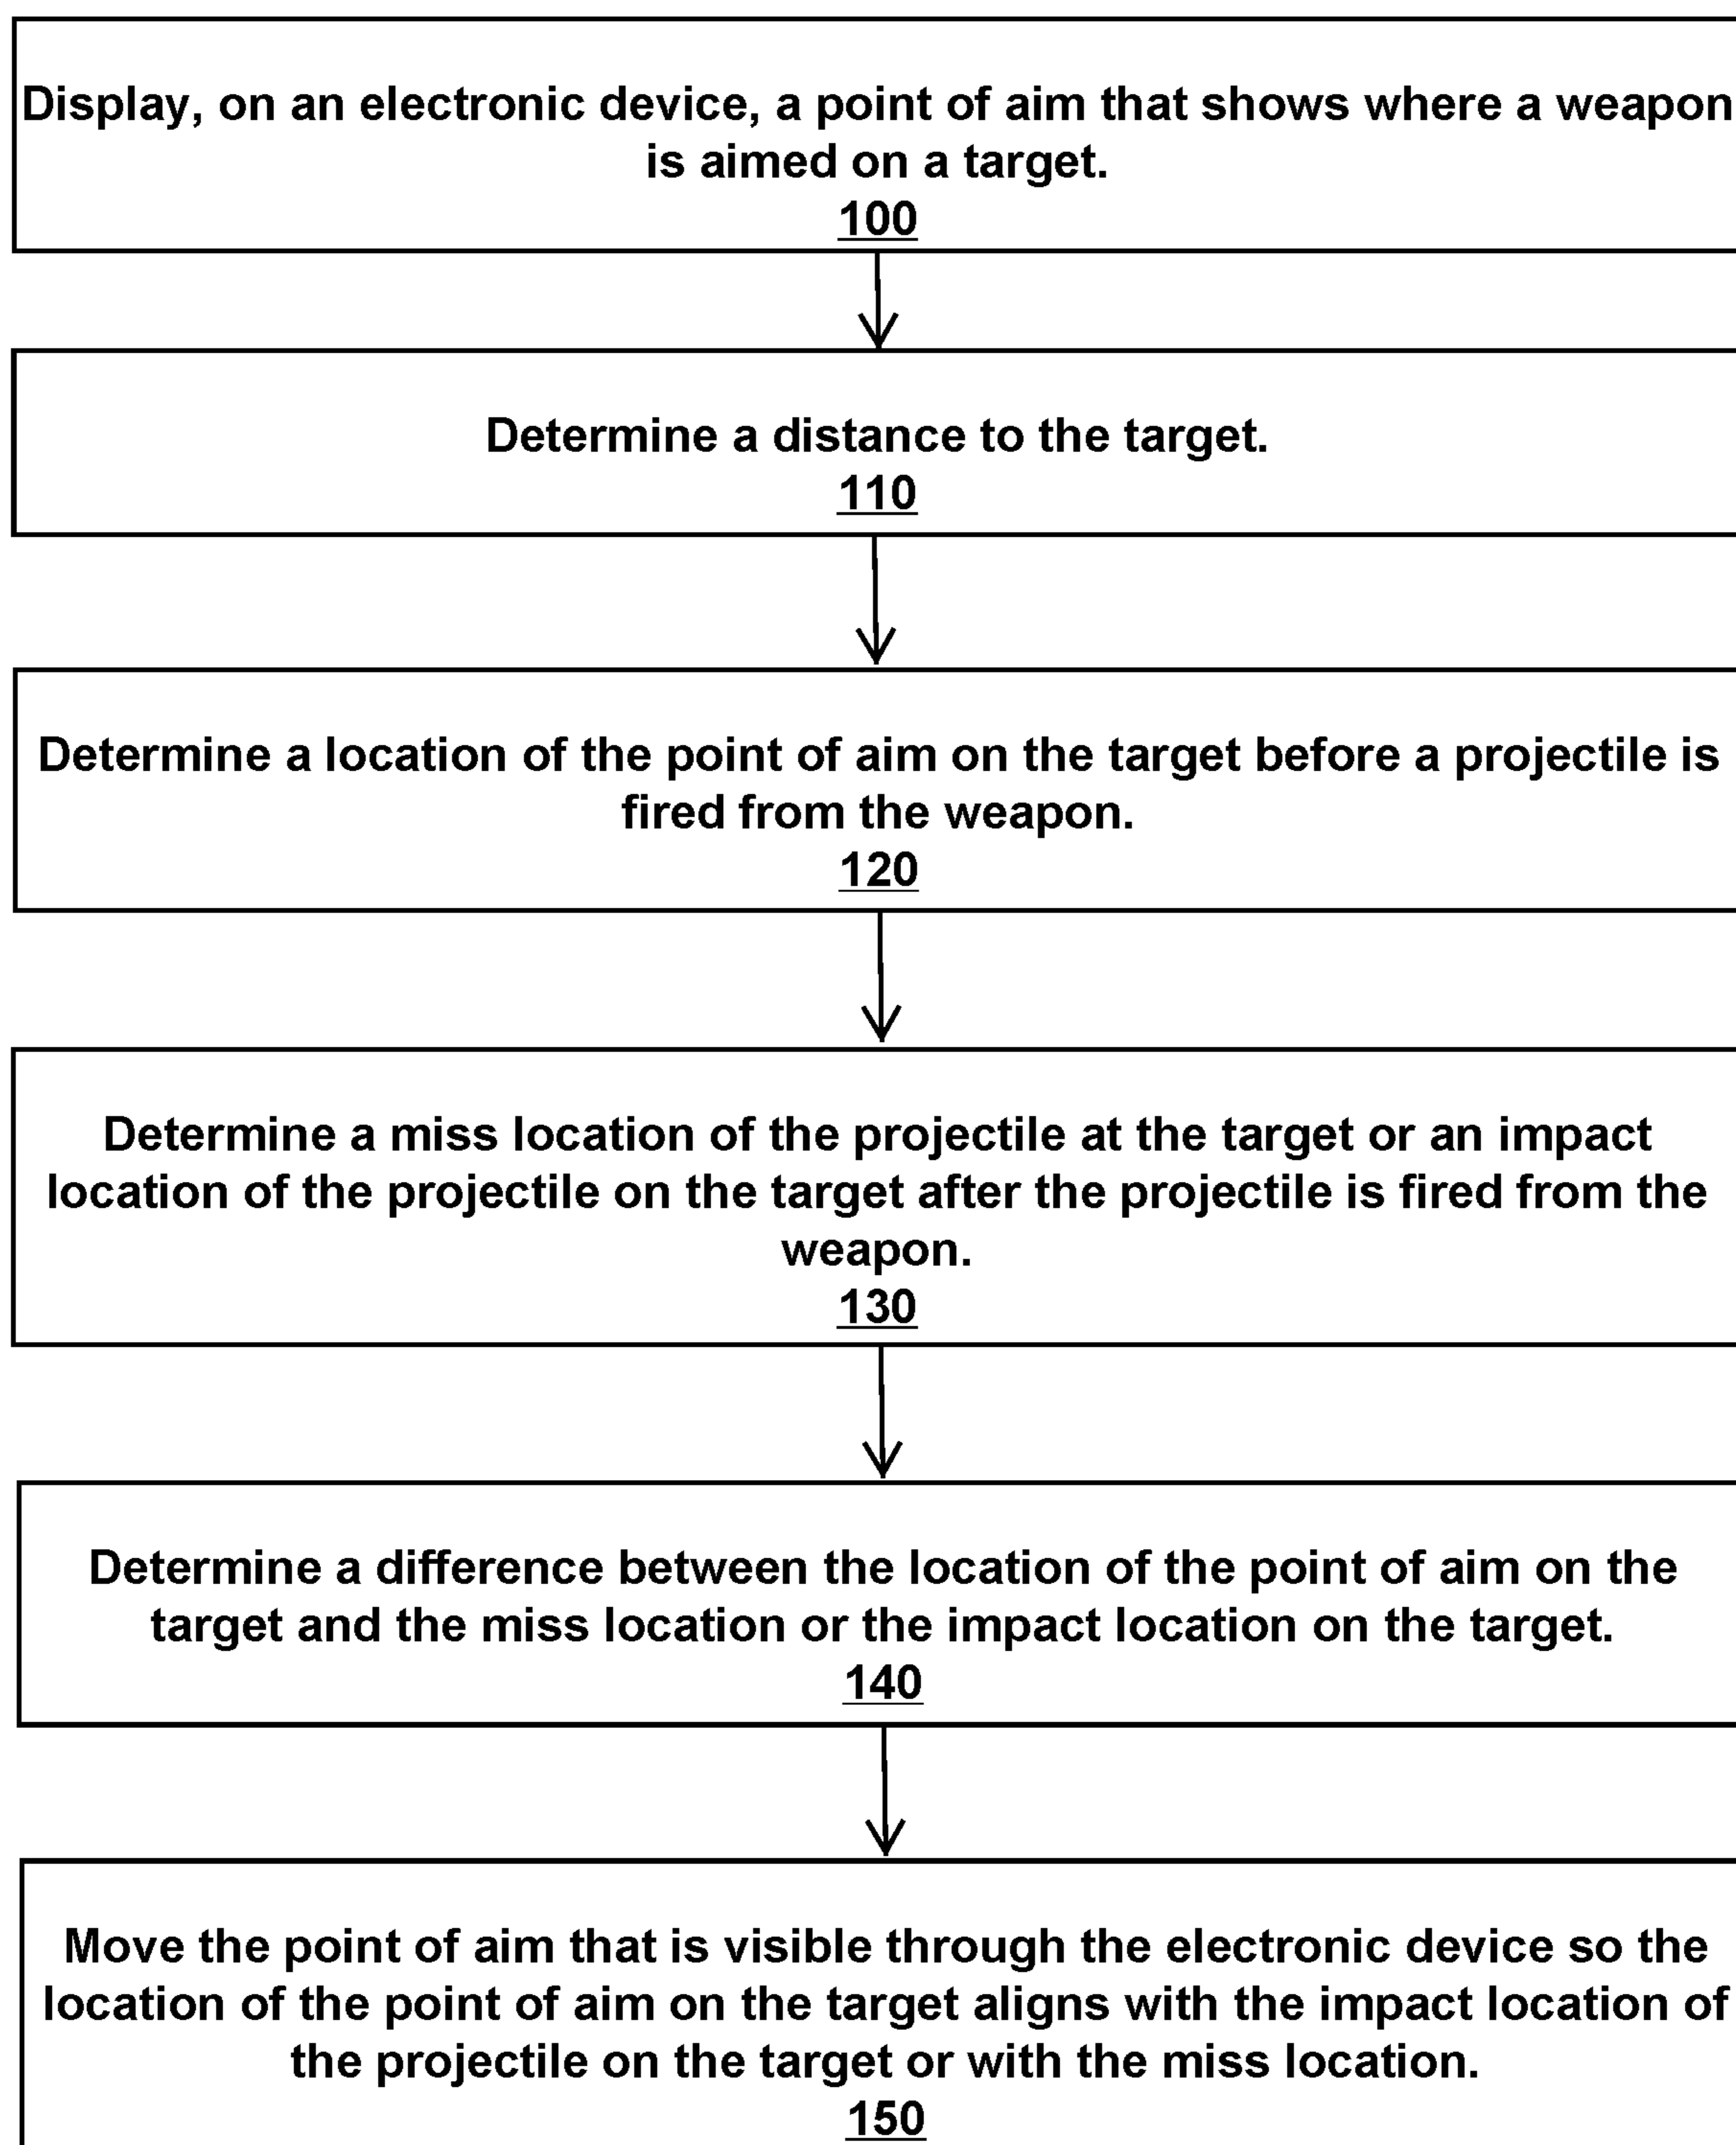 Display, on an electronic device, a point of aim that shows where a weapon
is aimed on a target.
100
Determine a distance to the target.
110
Determine a location of the point of aim on the target before a projectile is
fired from the weapon.
120
Determine a miss location of the projectile at the target or an impact
location of the projectile on the target after the projectile is fired from the
weapon.
130
Determine a difference between the location of the point of aim on the
target and the miss location or the impact location on the target.
140
Move the point of aim that is visible through the electronic device so the
location of the point of aim on the target aligns with the impact location of
the projectile on the target or with the miss location.
150